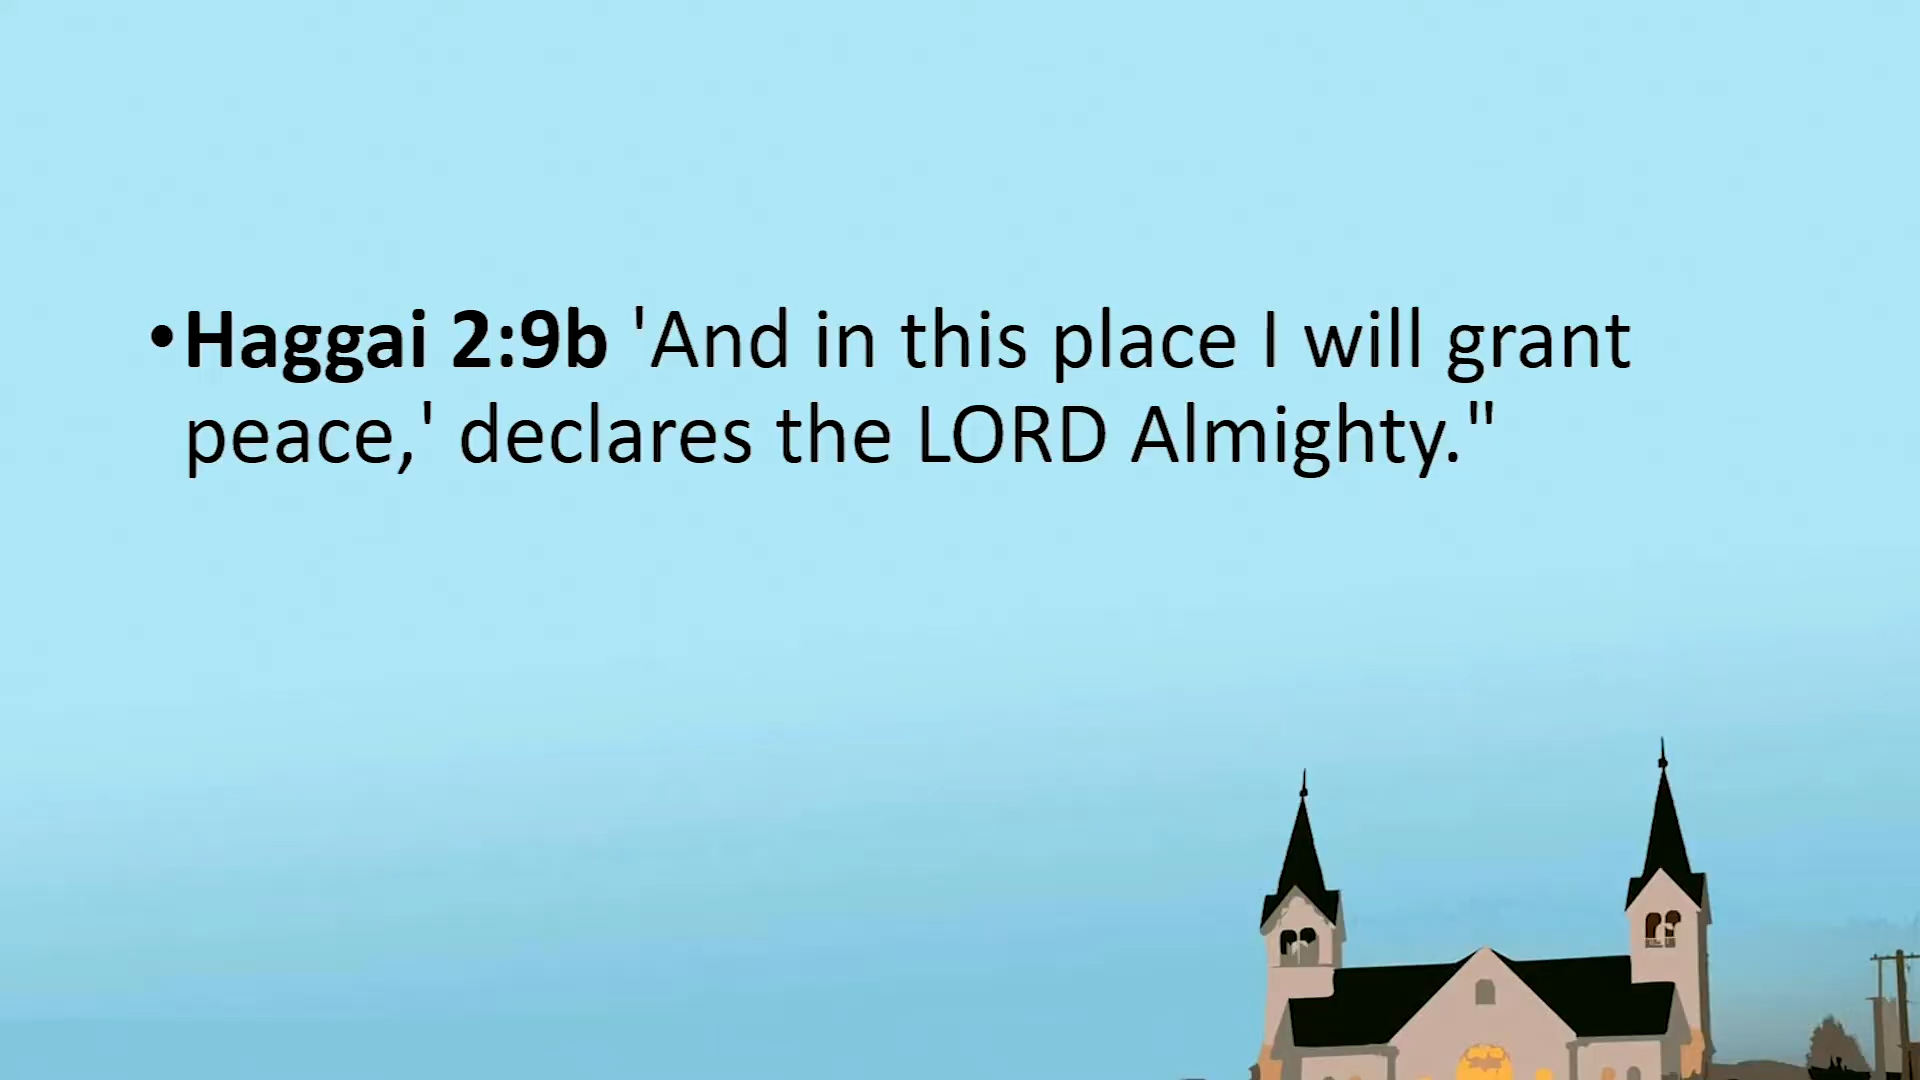 •Haggai 2:9b 'And in this place I will grant
peace,' declares the LORD Almighty."